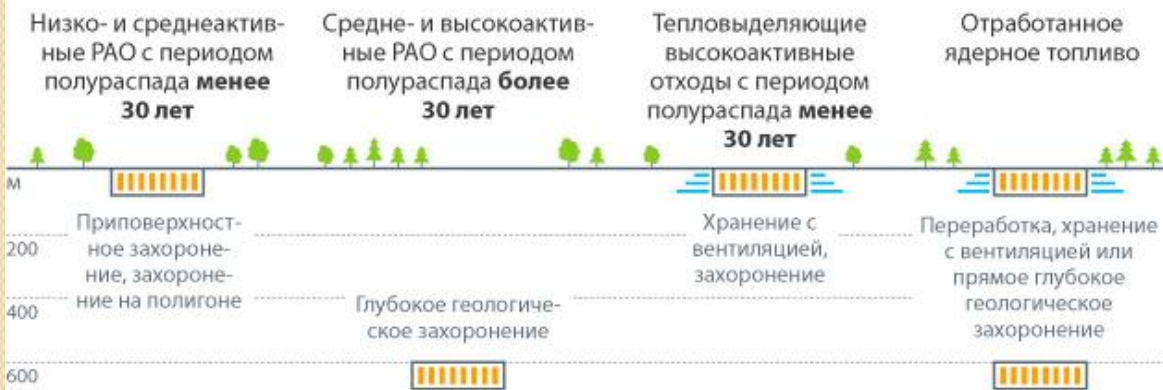 Низко- и среднеактив-
ные РАО с периодом
полураспада менее
30 лет
Средне- и высокоактив-
ные РАО с периодом
полураспада более
30 лет
Тепловыделяющие
высокоактивные
отходы с периодом
полураспада менее
30 лет
Отработанное
ядерное топливо
м
Приповерхност-
ное захороне-
ние, захороне-
ние на полигоне
Глубокое геологиче-
ское захоронение
Хранение с
вентиляцией,
захоронение
Переработка, хранение
с вентиляцией или
прямое глубокое
геологическое
захоронение
200
400
600